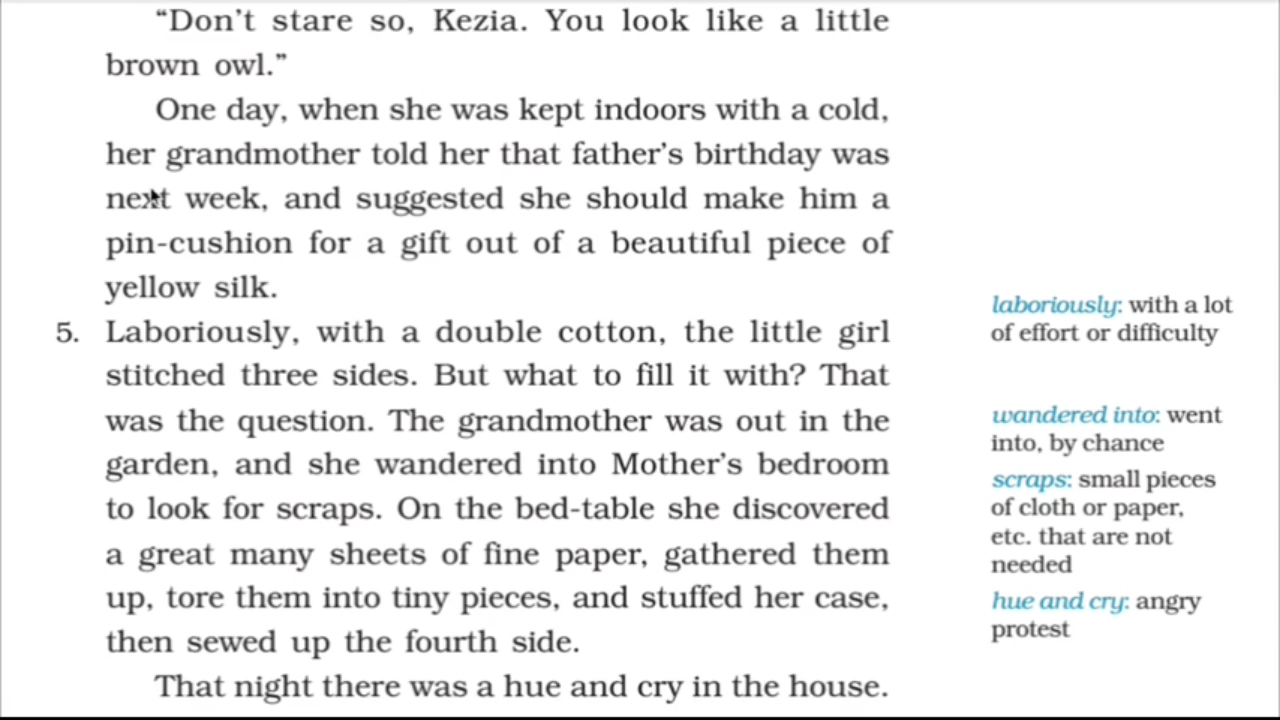 “Don’t stare so, Kezia. You look like a little
brown owl.”
One day, when she was kept indoors with a cold,
her grandmother told her that father’s birthday was
next week, and suggested she should make him a
pin-cushion for a gift out of a beautiful piece of
yellow silk.
5. Laboriously, with a double cotton, the little girl
stitched three sides. But what to fill it with? That
was the question. The grandmother was out in the
garden, and she wandered into Mother’s bedroom
to look for scraps. On the bed-table she discovered
a great many sheets of fine paper, gathered them
up, tore them into tiny pieces, and stuffed her case,
then sewed up the fourth side.
That night there was a hue and cry in the house.
laboriously: with a lot
of effort or difficulty
wandered into: went
into, by chance
scraps: small pieces
of cloth or paper,
etc. that are not
needed
hue and cry: angry
protest